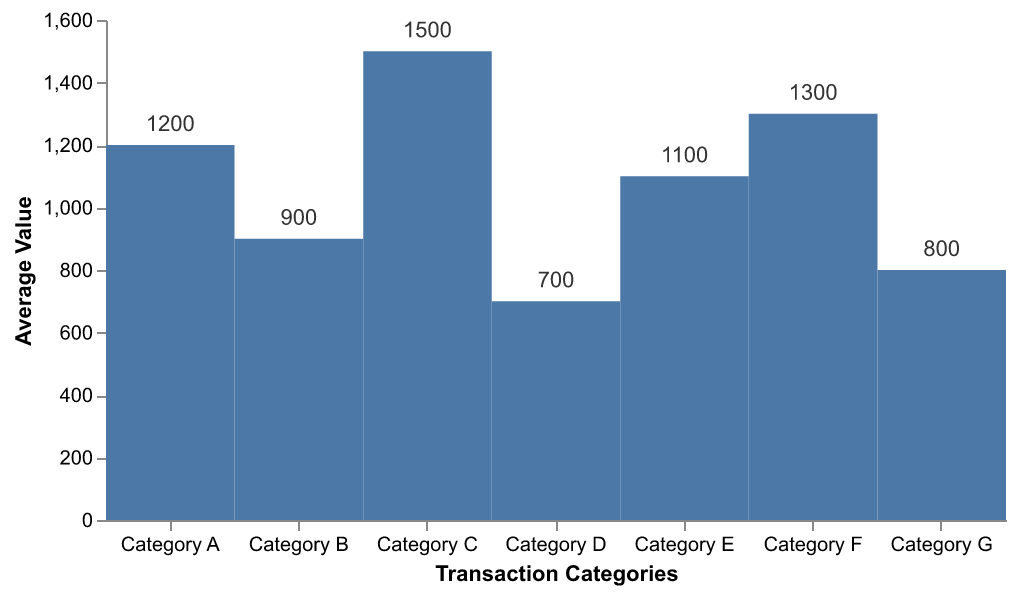 1,600
1,400
1,200
1,000
800
600
400
200
0
Average Value
1200
900
1500
700
1100
1300
800
Category A
Category B
Category C
Category D
Category E
Category F
Category G
Transaction Categories